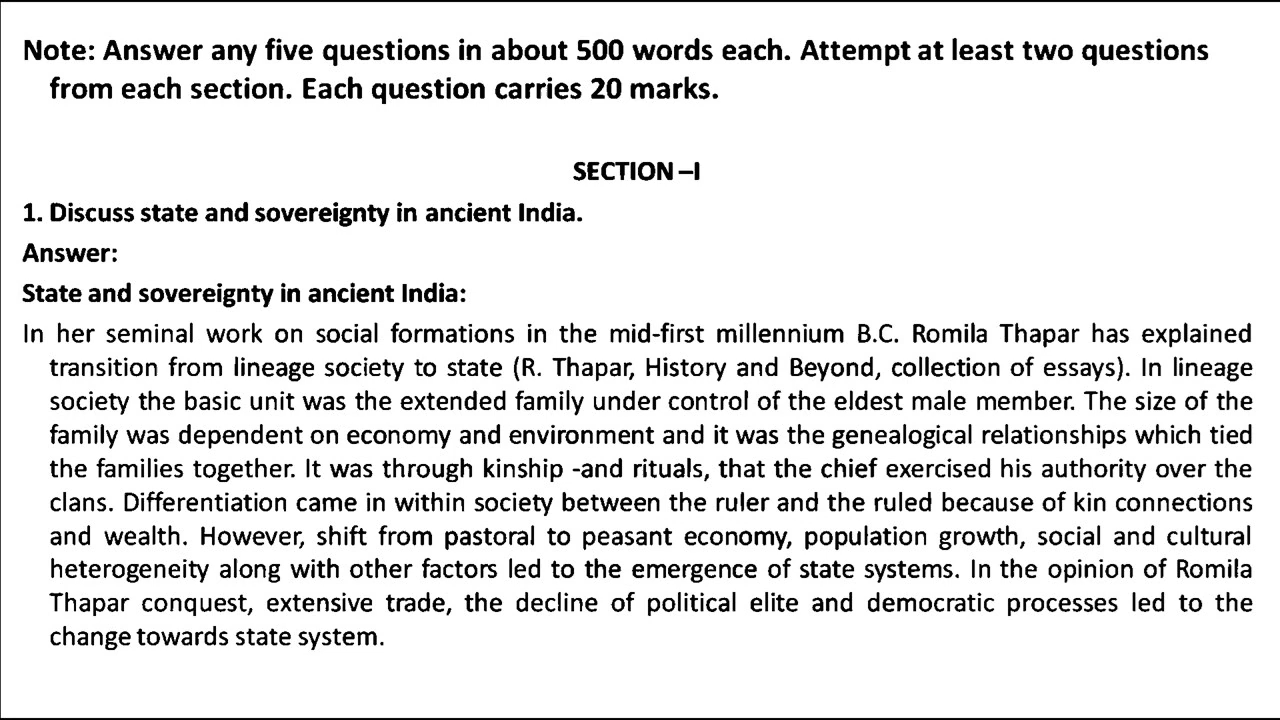 Note: Answer any five questions in about 500 words each. Attempt at least two questions
from each section. Each question carries 20 marks.
SECTION –I
1. Discuss state and sovereignty in ancient India.
Answer:
State and sovereignty in ancient India:
In her seminal work on social formations in the mid-first millennium B.C. Romila Thapar has explained
transition from lineage society to state (R. Thapar, History and Beyond, collection of essays). In lineage
society the basic unit was the extended family under control of the eldest male member. The size of the
family was dependent on economy and environment and it was the genealogical relationships which tied
the families together. It was through kinship -and rituals, that the chief exercised his authority over the
clans. Differentiation came in within society between the ruler and the ruled because of kin connections
and wealth. However, shift from pastoral to peasant economy, population growth, social and cultural
heterogeneity along with other factors led to the emergence of state systems. In the opinion of Romila
Thapar conquest, extensive trade, the decline of political elite and democratic processes led to the
change towards state system.